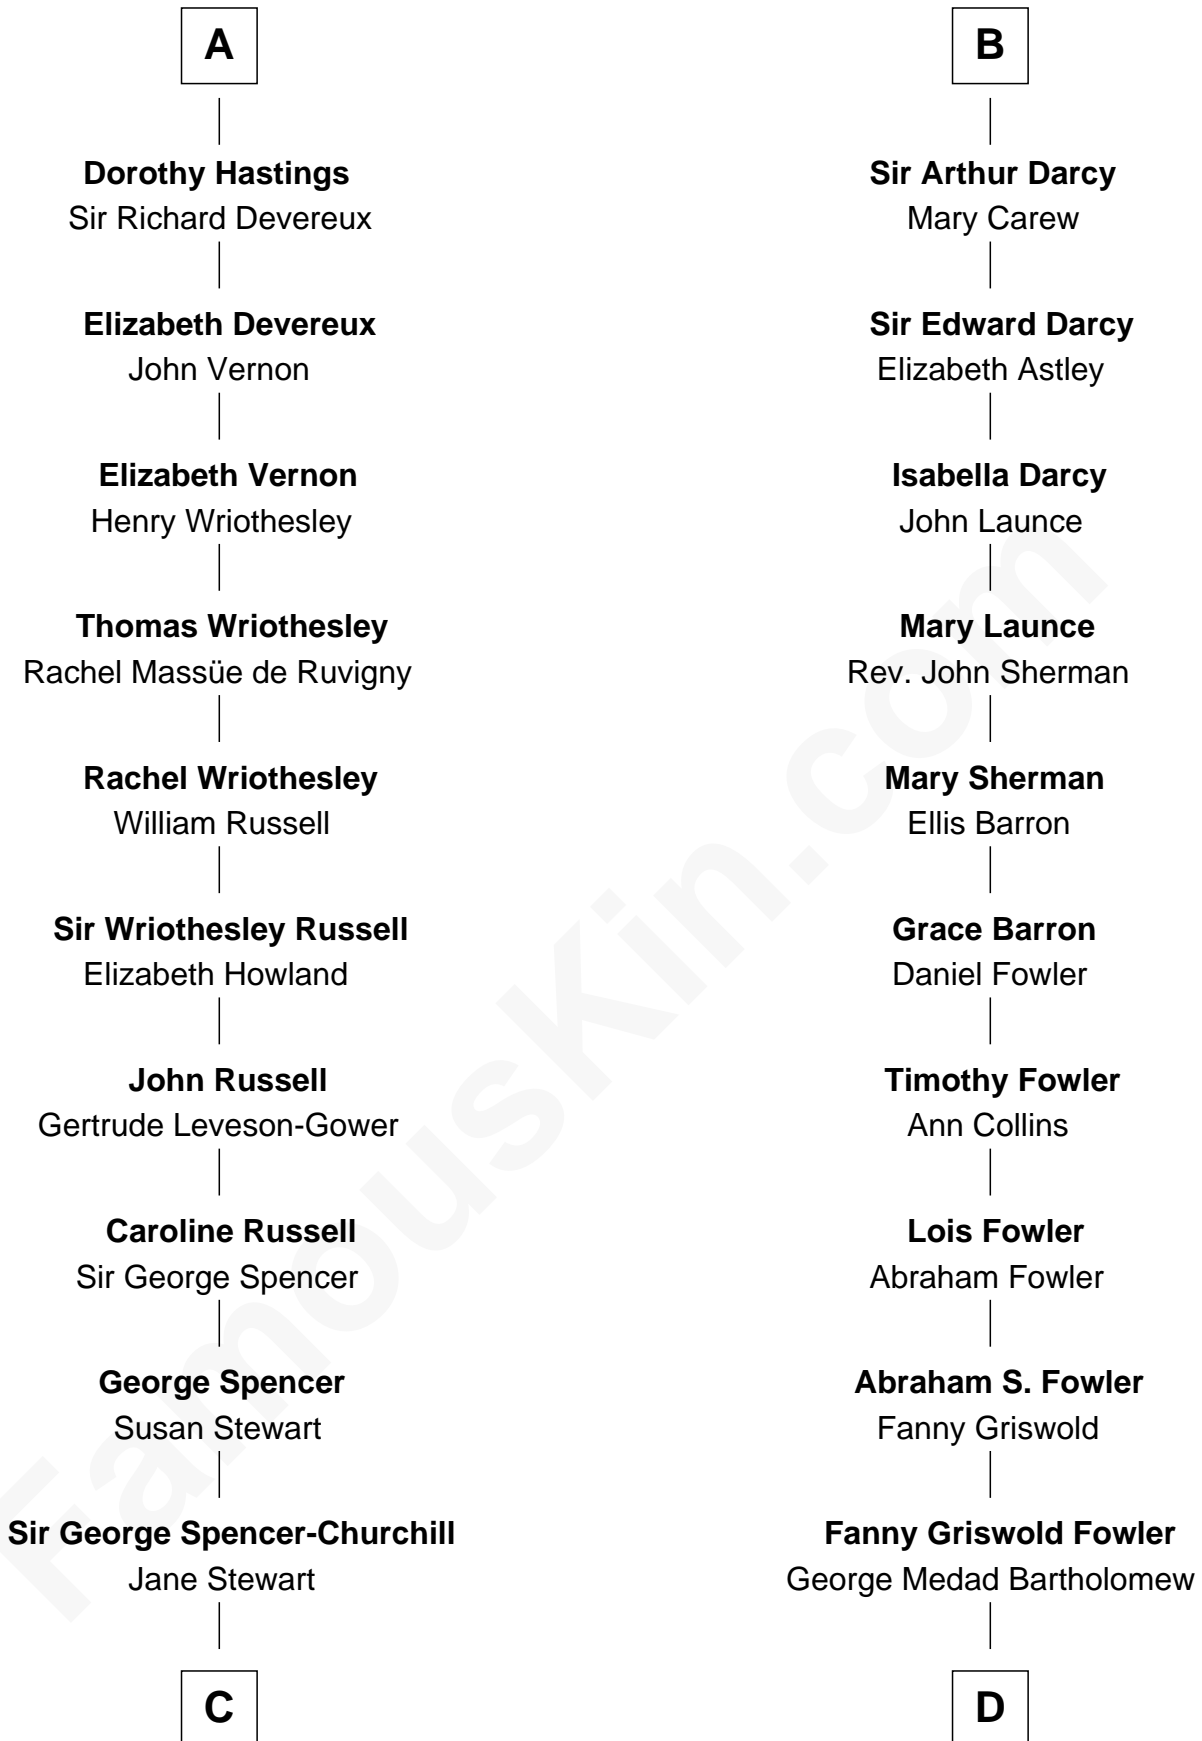 A
Dorothy Hastings
Sir Richard Devereux
Elizabeth Devereux
John Vernon
Elizabeth Vernon
Henry Wriothesley
Thomas Wriothesley
Rachel Massüe de Ruvigny
Rachel Wriothesley
William Russell
Sir Wriothesley Russell
Elizabeth Howland
John Russell
Gertrude Leveson-Gower
Caroline Russell
Sir George Spencer
George Spencer
Susan Stewart
Sir George Spencer-Churchill
Jane Stewart
C
B
Sir Arthur Darcy
Mary Carew
Sir Edward Darcy
Elizabeth Astley
Isabella Darcy
John Launce
Mary Launce
Rev. John Sherman
Mary Sherman
Ellis Barron
Grace Barron
Daniel Fowler
Timothy Fowler
Ann Collins
Lois Fowler
Abraham Fowler
Abraham S. Fowler
Fanny Griswold
Fanny Griswold Fowler
George Medad Bartholomew
D
FamousKin.com